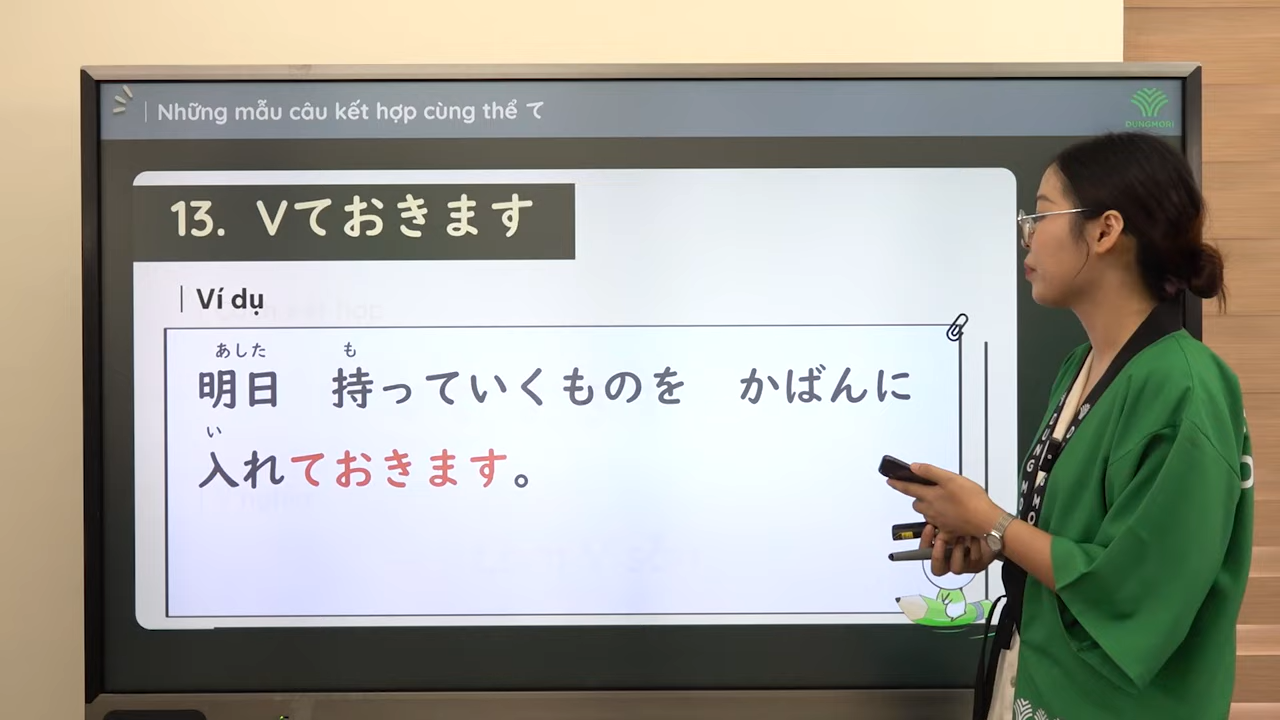 Những mẫu câu kết hợp cùng thể て
DUNGMORI
13. Vておきます
Ví dụ
あした も
明日 持っていくものを かばんに
い
入れておきます。